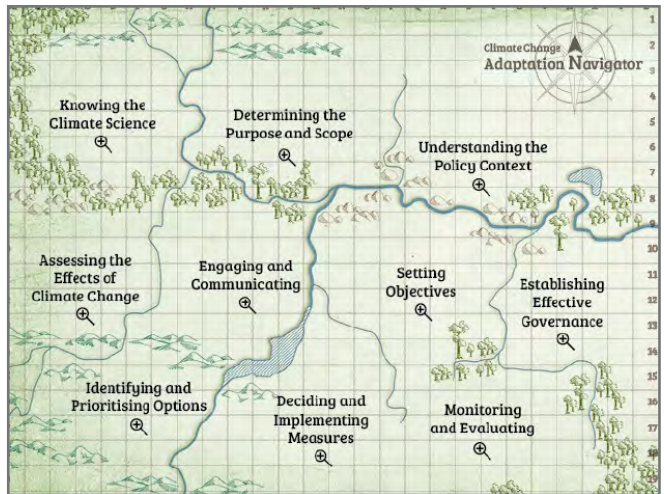 Climate Change
Adaptation Navigator
Knowing the
Climate Science
Determining the
Purpose and Scope
Understanding the
Policy Context
Assessing the
Effects of
Climate Change
Engaging and
Communicating
Setting
Objectives
Establishing
Effective
Governance
Identifying and
Prioritising Options
Deciding and
Implementing
Measures
Monitoring
and Evaluating
1
2
3
4
5
6
7
8
9
10
11
12
13
14
15
16
17
18
19